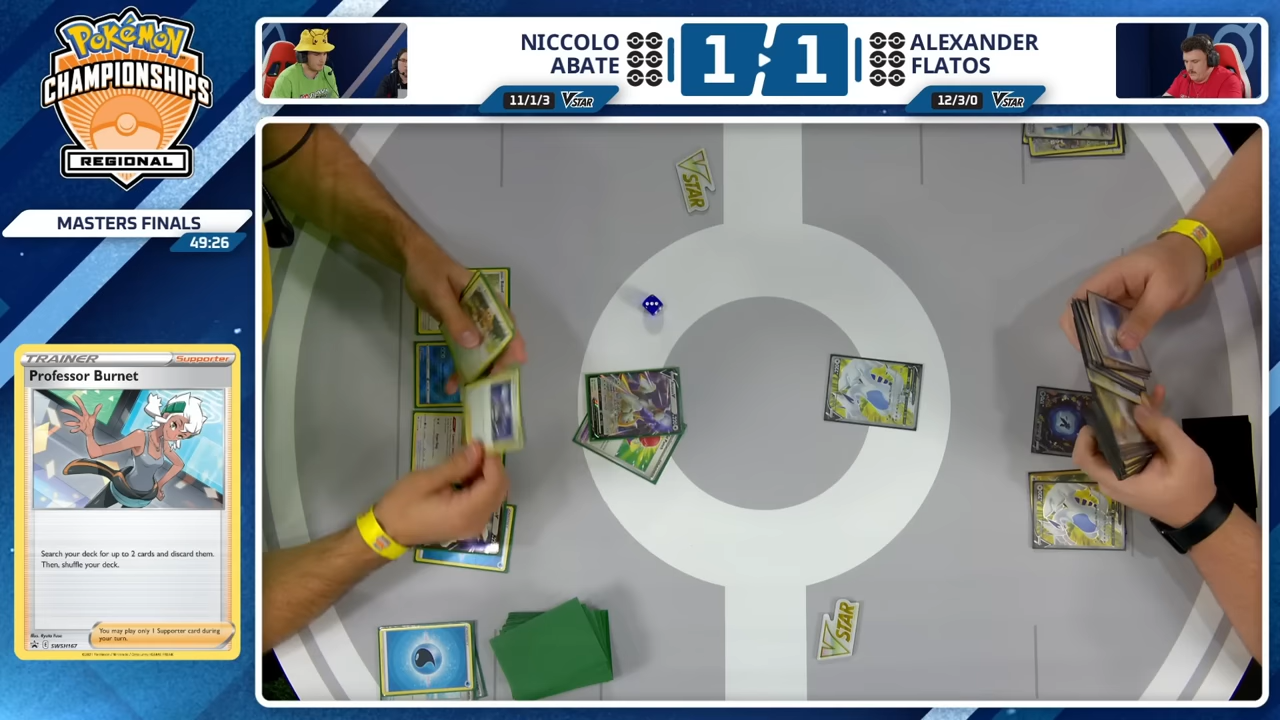 Pokémon
CHAMPIONSHIPS
REGIONAL
MASTERS FINALS
49:26
TRAINER Supporter
Professor Burnet
Search your deck for up to 2 cards and discard them.
Then, shuffle your deck.
You may play only 1 Supporter card during
your turn.
SWSH167
NICCOLO
ABATE
11/1/3 VSTAR
1 1
ALEXANDER
FLATOS
12/3/0 VSTAR
VSTAR
VSTAR